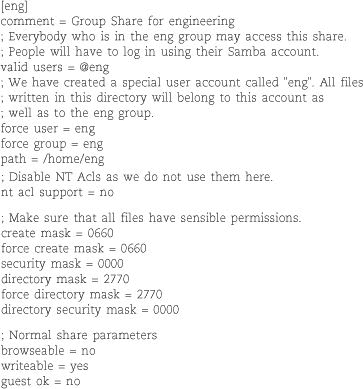 [eng]
comment = Group Share for engineering
; Everybody who is in the eng group may access this share.
; People will have to log in using their Samba account.
valid users = @eng
; We have created a special user account called "eng". All files
; written in this directory will belong to this account as
; well as to the eng group.
force user = eng
force group = eng
path = /home/eng
; Disable NT Acls as we do not use them here.
nt acl support = no
; Make sure that all files have sensible permissions.
create mask = 0660
force create mask = 0660
security mask = 0000
directory mask = 2770
force directory mask = 2770
directory security mask = 0000
; Normal share parameters
browseable = no
writeable = yes
guest ok = no